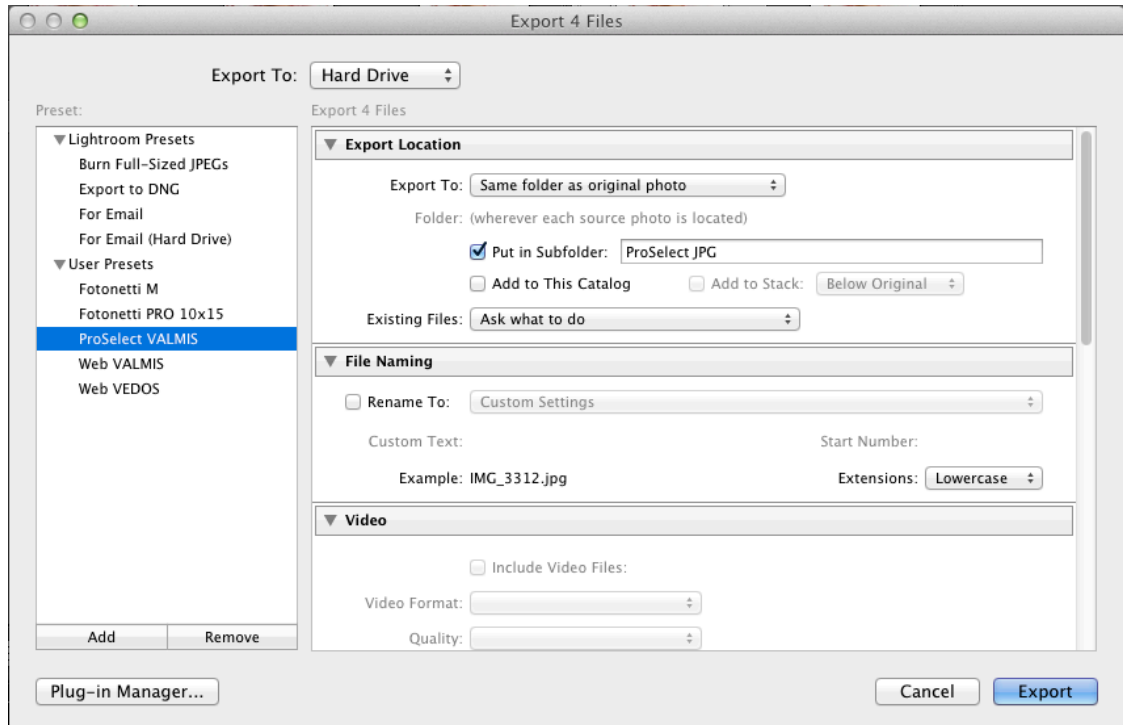 Export 4 Files
Export To: Hard Drive
Preset:
Lightroom Presets
Burn Full-Sized JPEGs
Export to DNG
For Email
For Email (Hard Drive)
User Presets
Fotonetti M
Fotonetti PRO 10x15
ProSelect VALMIS
Web VALMIS
Web VEDOS
Add Remove
Export 4 Files
Export Location
Export To: Same folder as original photo
Folder: (wherever each source photo is located)
Put in Subfolder: ProSelect JPG
Add to This Catalog Add to Stack: Below Original
Existing Files: Ask what to do
File Naming
Rename To: Custom Settings
Custom Text: Start Number:
Example: IMG_3312.jpg Extensions: Lowercase
Video
Include Video Files:
Video Format:
Quality:
Plug-in Manager... Cancel Export